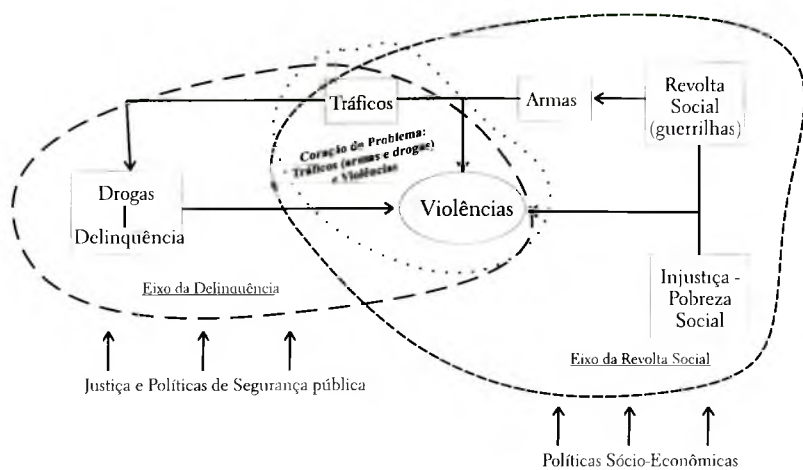 Tráficos
Armas
Revolta
Social
(guerrilhas)
Coração do Problema:
Tráficos (armas e drogas)
e Violências
Drogas
Delinquência
Violências
Injustiça -
Pobreza
Social
Eixo da Delinquência
Eixo da Revolta Social
Justiça e Políticas de Segurança pública
Políticas Sócio-Econômicas